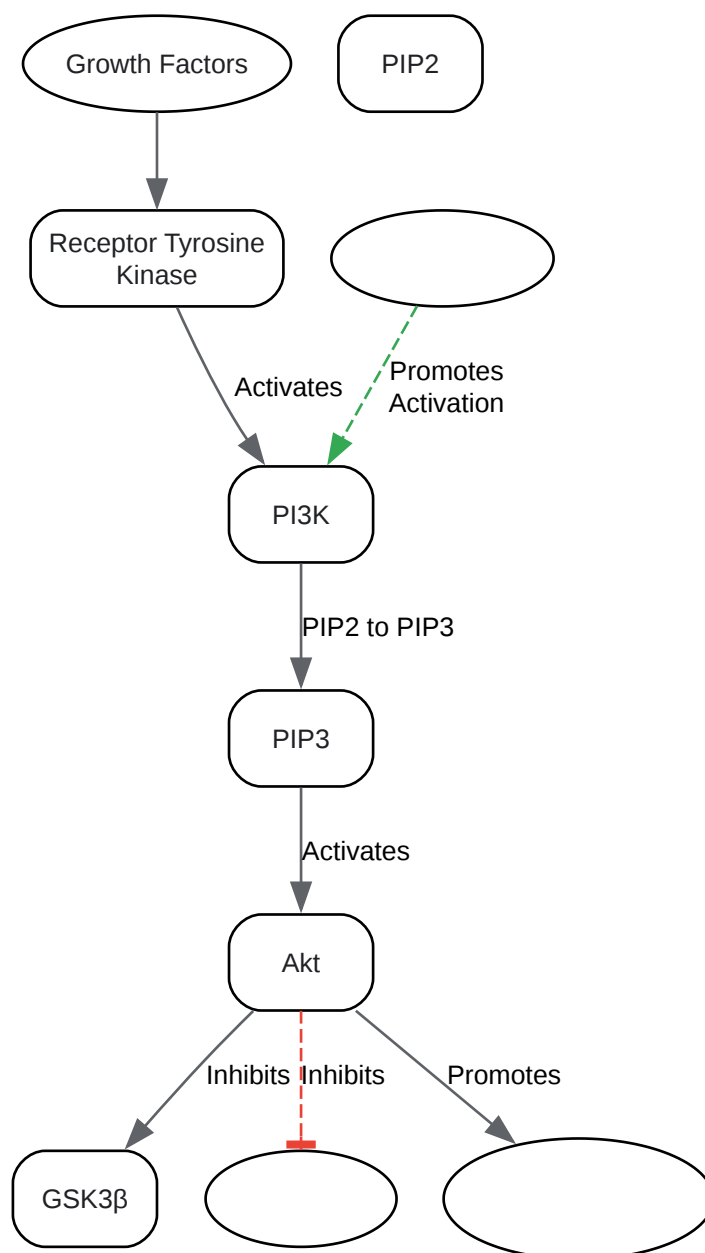 Growth Factors
PIP2
Receptor Tyrosine
Kinase
Activates
Promotes
Activation
PI3K
PIP2 to PIP3
PIP3
Activates
Akt
Inhibits
Inhibits
Promotes
GSK3β